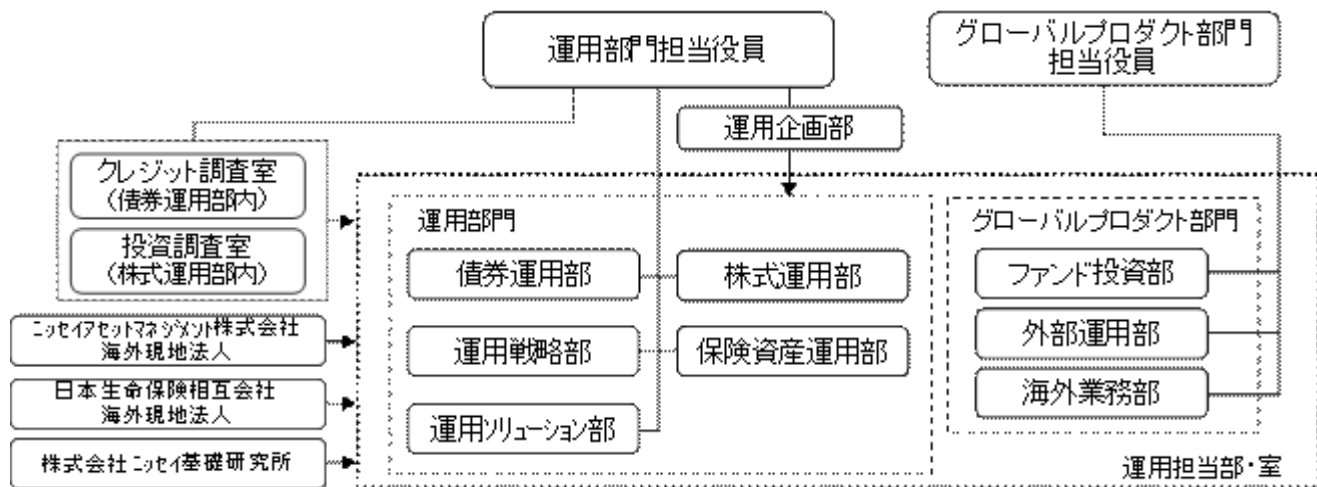 運用部門担当役員
グローバルプロダクト部門
担当役員
運用企画部
クレジット調査室
（債券運用部内）
投資調査室
（株式運用部内）
運用部門
債券運用部
株式運用部
運用戦略部
保険資産運用部
運用ソリューション部
グローバルプロダクト部門
ファンド投資部
外部運用部
海外業務部
ニッセイアセットマネジメント株式会社
海外現地法人
日本生命保険相互会社
海外現地法人
株式会社ニッセイ基礎研究所
運用担当部・室